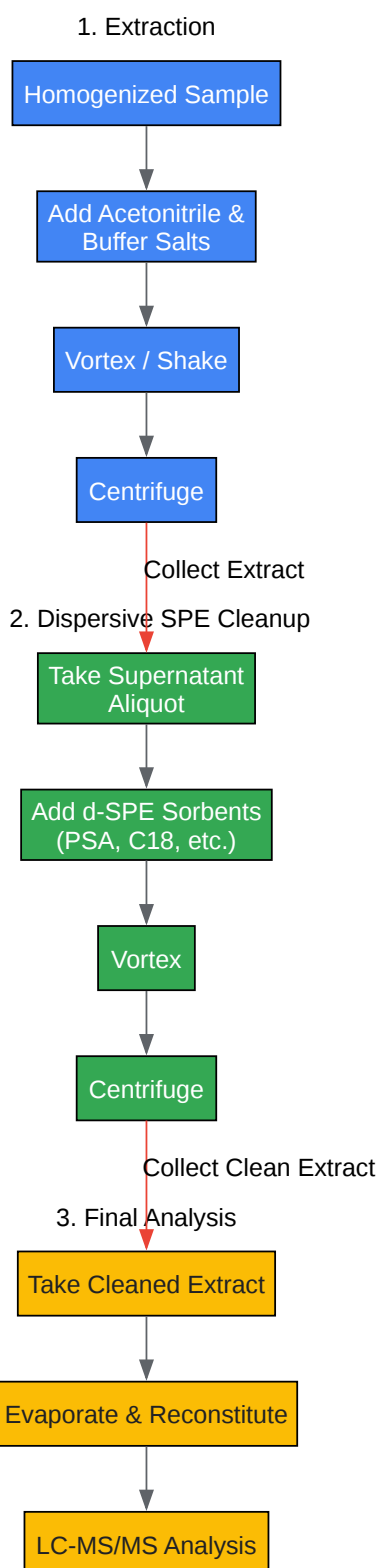 1. Extraction
Homogenized Sample
Add Acetonitrile &
Buffer Salts
Vortex / Shake
Centrifuge
Collect Extract
2. Dispersive SPE Cleanup
Take Supernatant
Aliquot
Add d-SPE Sorbents
(PSA, C18, etc.)
Vortex
Centrifuge
Collect Clean Extract
3. Final Analysis
Take Cleaned Extract
Evaporate & Reconstitute
LC-MS/MS Analysis